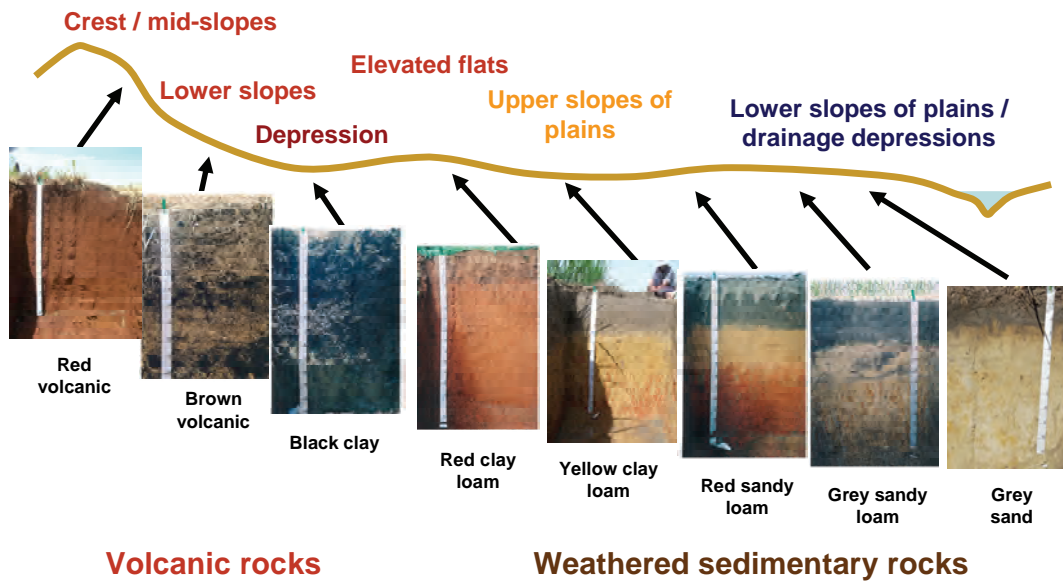 Crest / mid-slopes
Elevated flats
Lower slopes
Upper slopes of
plains
Lower slopes of plains /
drainage depressions
Depression
Red
volcanic
Brown
volcanic
Black clay
Red clay
loam
Yellow clay
loam
Red sandy
loam
Grey sandy
loam
Grey
sand
Volcanic rocks
Weathered sedimentary rocks